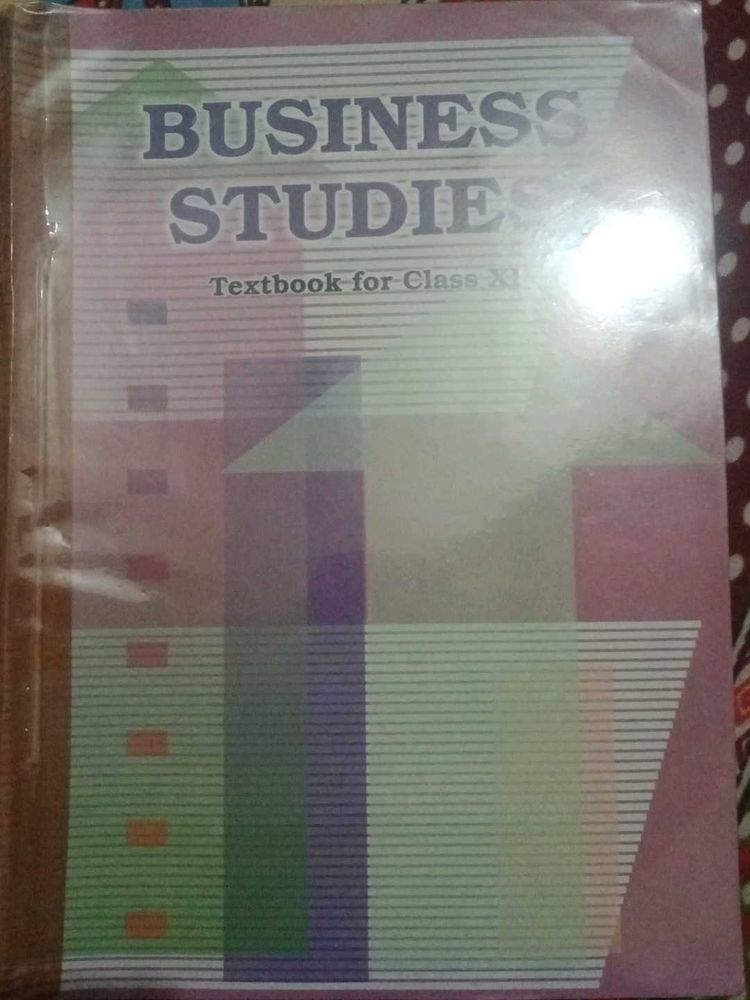 BUSINESS
STUDIES
Textbook for Class XI